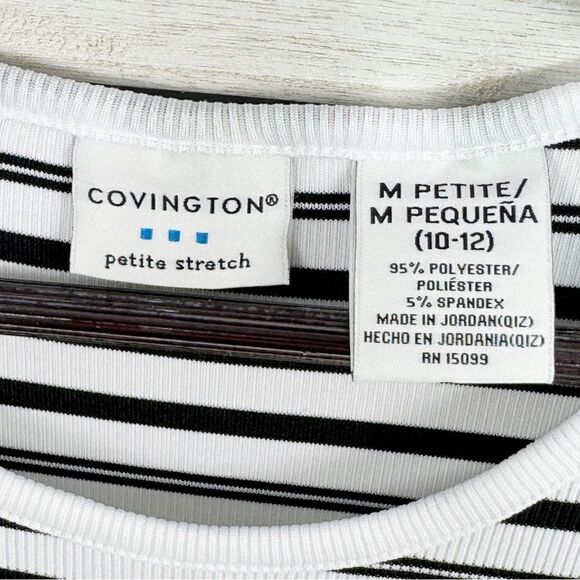 COVINGTON®
petite stretch
M PETITE/
M PEQUEÑA
(10-12)
95% POLYESTER/
POLIÉSTER
5% SPANDEX
MADE IN JORDAN(QIZ)
HECHO EN JORDANIA(QIZ)
RN 15099